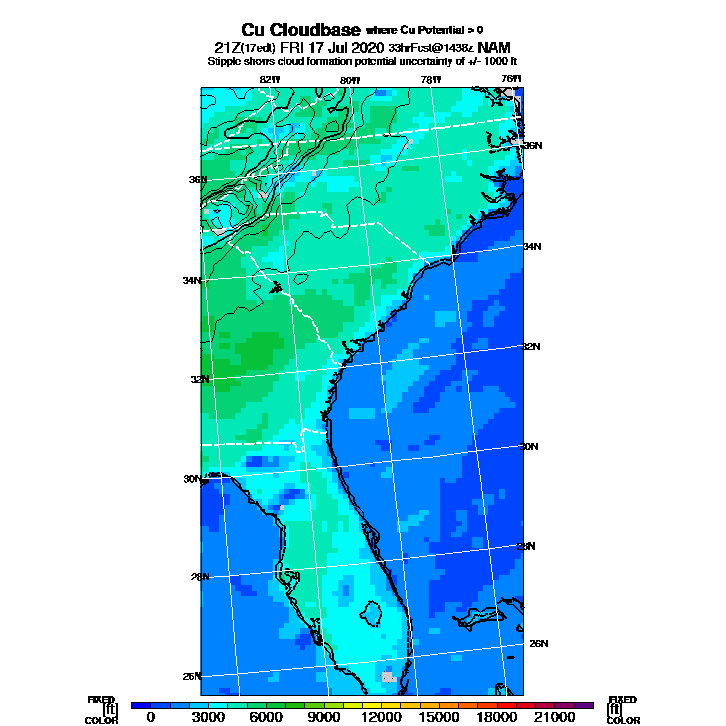 Cu Cloudbase where Cu Potential > 0
21Z(17edt) FRI 17 Jul 2020 33hrFcst@1438z NAM
Stipple shows cloud formation potential uncertainty of +/- 1000 ft
82W 80W 78W 76W
36N
36N
34N
34N
32N
32N
30N
30N
28N
28N
26N
26N
FIXED
[ft]
COLOR
0 3000 6000 9000 12000 15000 18000 21000
FIXED
[ft]
COLOR